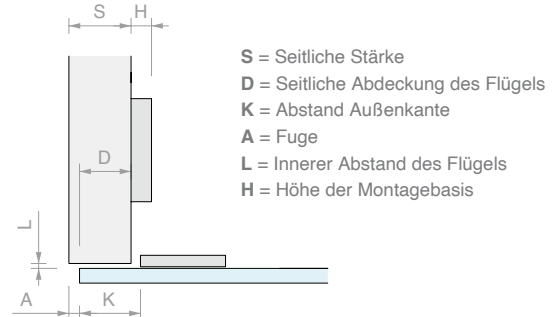 S
H
S = Seitliche Stärke
D = Seitliche Abdeckung des Flügels
K = Abstand Außenkante
A = Fuge
L = Innerer Abstand des Flügels
H = Höhe der Montagebasis
D
L
A
K